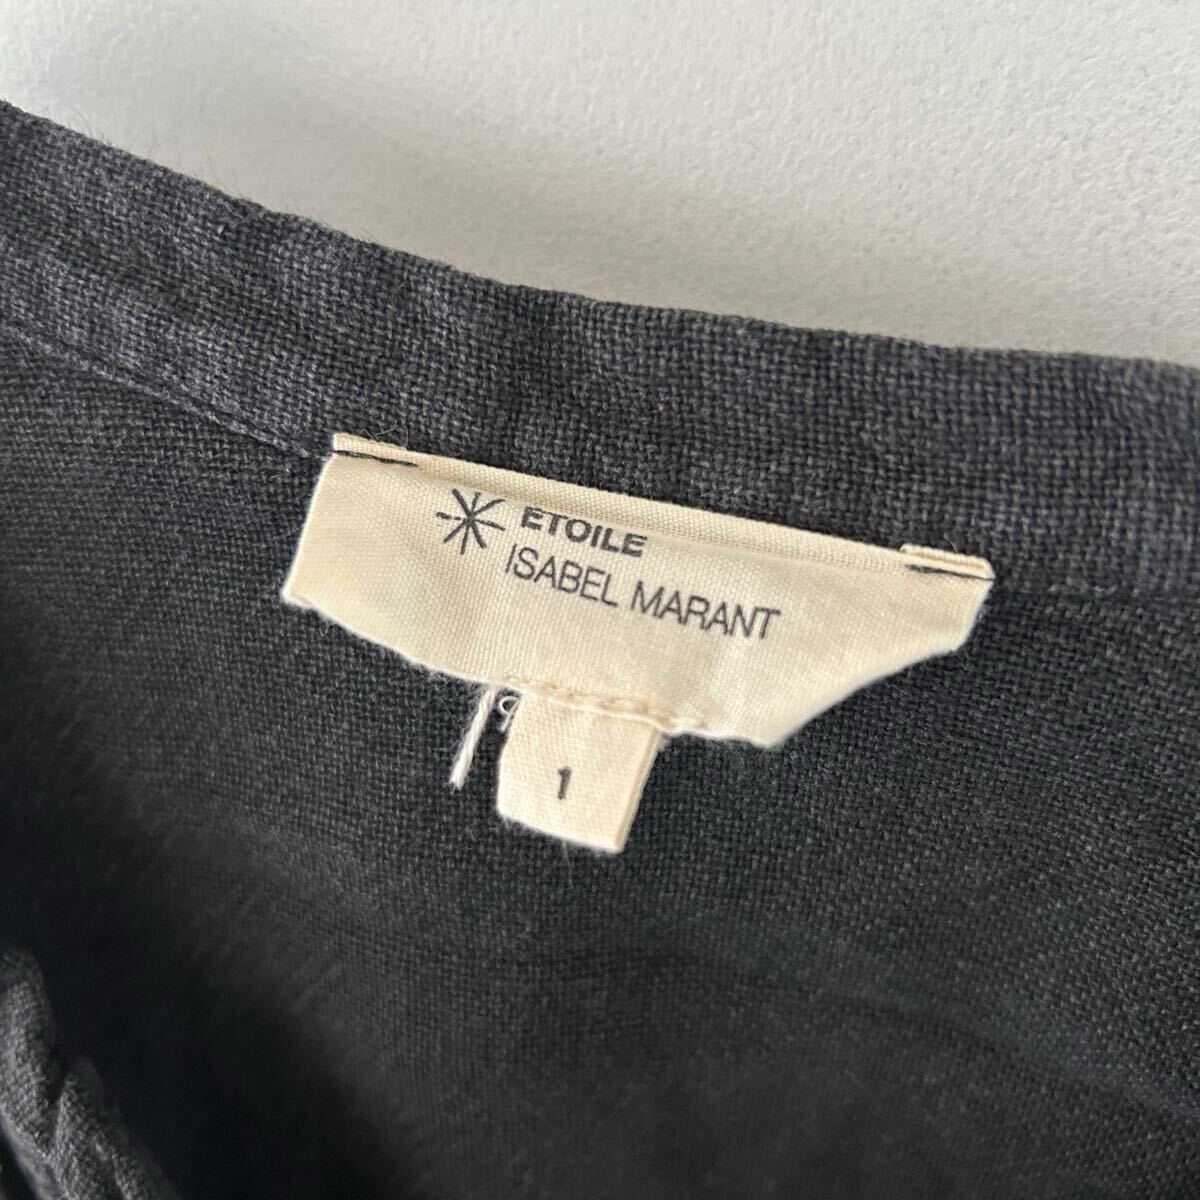 ETOILE
ISABEL MARANT
1